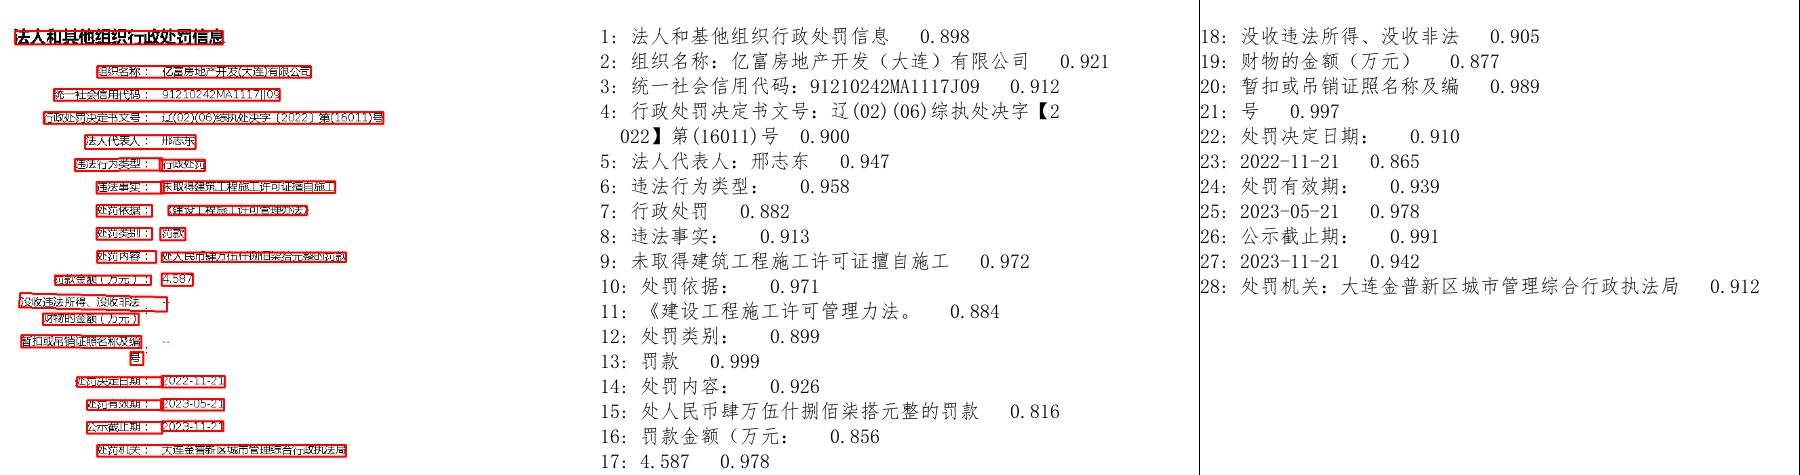 法人和其他组织行政处罚信息
组织名称： 亿富房地产开发(大连)有限公司
统一社会信用代码： 91210242MA1117JJ09
行政处罚决定书文号： 辽(02)(06)综执处决字〔2022〕第(16011)号
法人代表人： 邢志东
违法行为类型： 行政处罚
违法事实： 未取得建筑工程施工许可证擅自施工
处罚依据： 《建设工程施工许可管理办法》
处罚类别： 罚款
处罚内容： 处人民币肆万伍仟捌佰柒拾元整的罚款
罚款金额（万元）： 4.587
没收违法所得、没收非法
财物的金额（万元）： --
暂扣或吊销证照名称及编
号： --
处罚决定日期： 2022-11-21
处罚有效期： 2023-05-21
公示截止期： 2023-11-21
处罚机关： 大连金普新区城市管理综合行政执法局
1: 法人和基他组织行政处罚信息 0.898
2: 组织名称: 亿富房地产开发（大连）有限公司 0.921
3: 统一社会信用代码: 91210242MA1117J09 0.912
4: 行政处罚决定书文号: 辽(02)(06)综执处决字【2
022】第(16011)号 0.900
5: 法人代表人: 邢志东 0.947
6: 违法行为类型: 0.958
7: 行政处罚 0.882
8: 违法事实: 0.913
9: 未取得建筑工程施工许可证擅自施工 0.972
10: 处罚依据: 0.971
11: 《建设工程施工许可管理力法。 0.884
12: 处罚类别: 0.899
13: 罚款 0.999
14: 处罚内容: 0.926
15: 处人民币肆万伍什捌佰柒搭元整的罚款 0.816
16: 罚款金额（万元: 0.856
17: 4.587 0.978
18: 没收违法所得、没收非法 0.905
19: 财物的金额（万元） 0.877
20: 暂扣或吊销证照名称及编 0.989
21: 号 0.997
22: 处罚决定日期: 0.910
23: 2022-11-21 0.865
24: 处罚有效期: 0.939
25: 2023-05-21 0.978
26: 公示截止期: 0.991
27: 2023-11-21 0.942
28: 处罚机关: 大连金普新区城市管理综合行政执法局 0.912